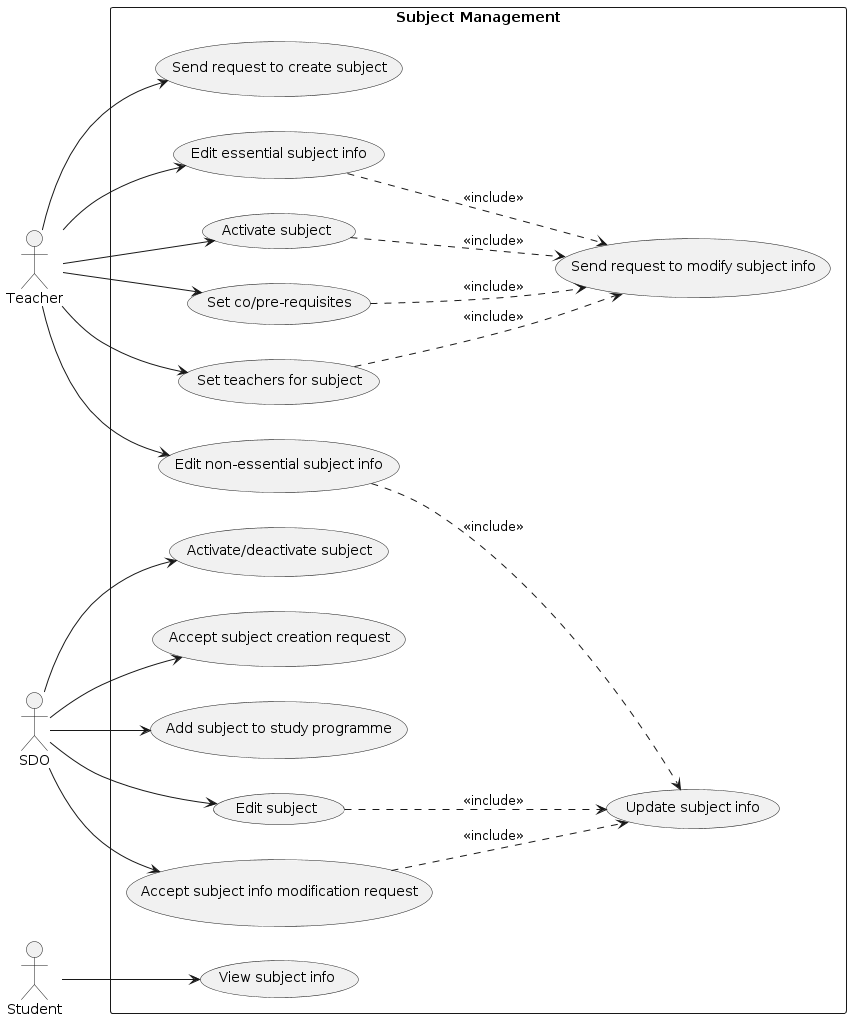 Subject Management
Send request to create subject
Edit essential subject info
«include»
Activate subject
«include»
Send request to modify subject info
Teacher
Set co/pre-requisites
«include»
«include»
Set teachers for subject
Edit non-essential subject info
«include»
Activate/deactivate subject
Accept subject creation request
Add subject to study programme
SDO
Edit subject
«include»
Update subject info
«include»
Accept subject info modification request
View subject info
Student